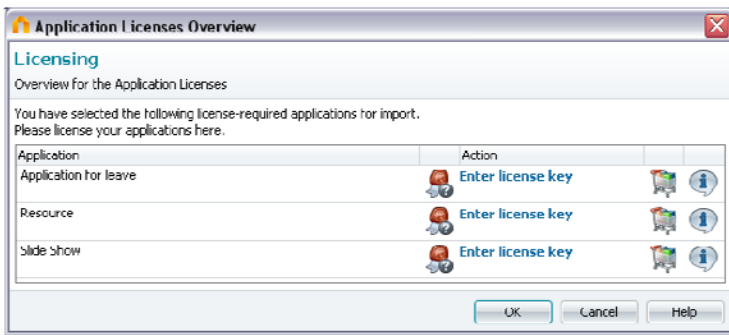 Application Licenses Overview
Licensing
Overview for the Application Licenses
You have selected the following license-required applications for import.
Please license your applications here.
Application Action
Application for leave Enter license key
Resource Enter license key
Slide Show Enter license key
OK Cancel Help